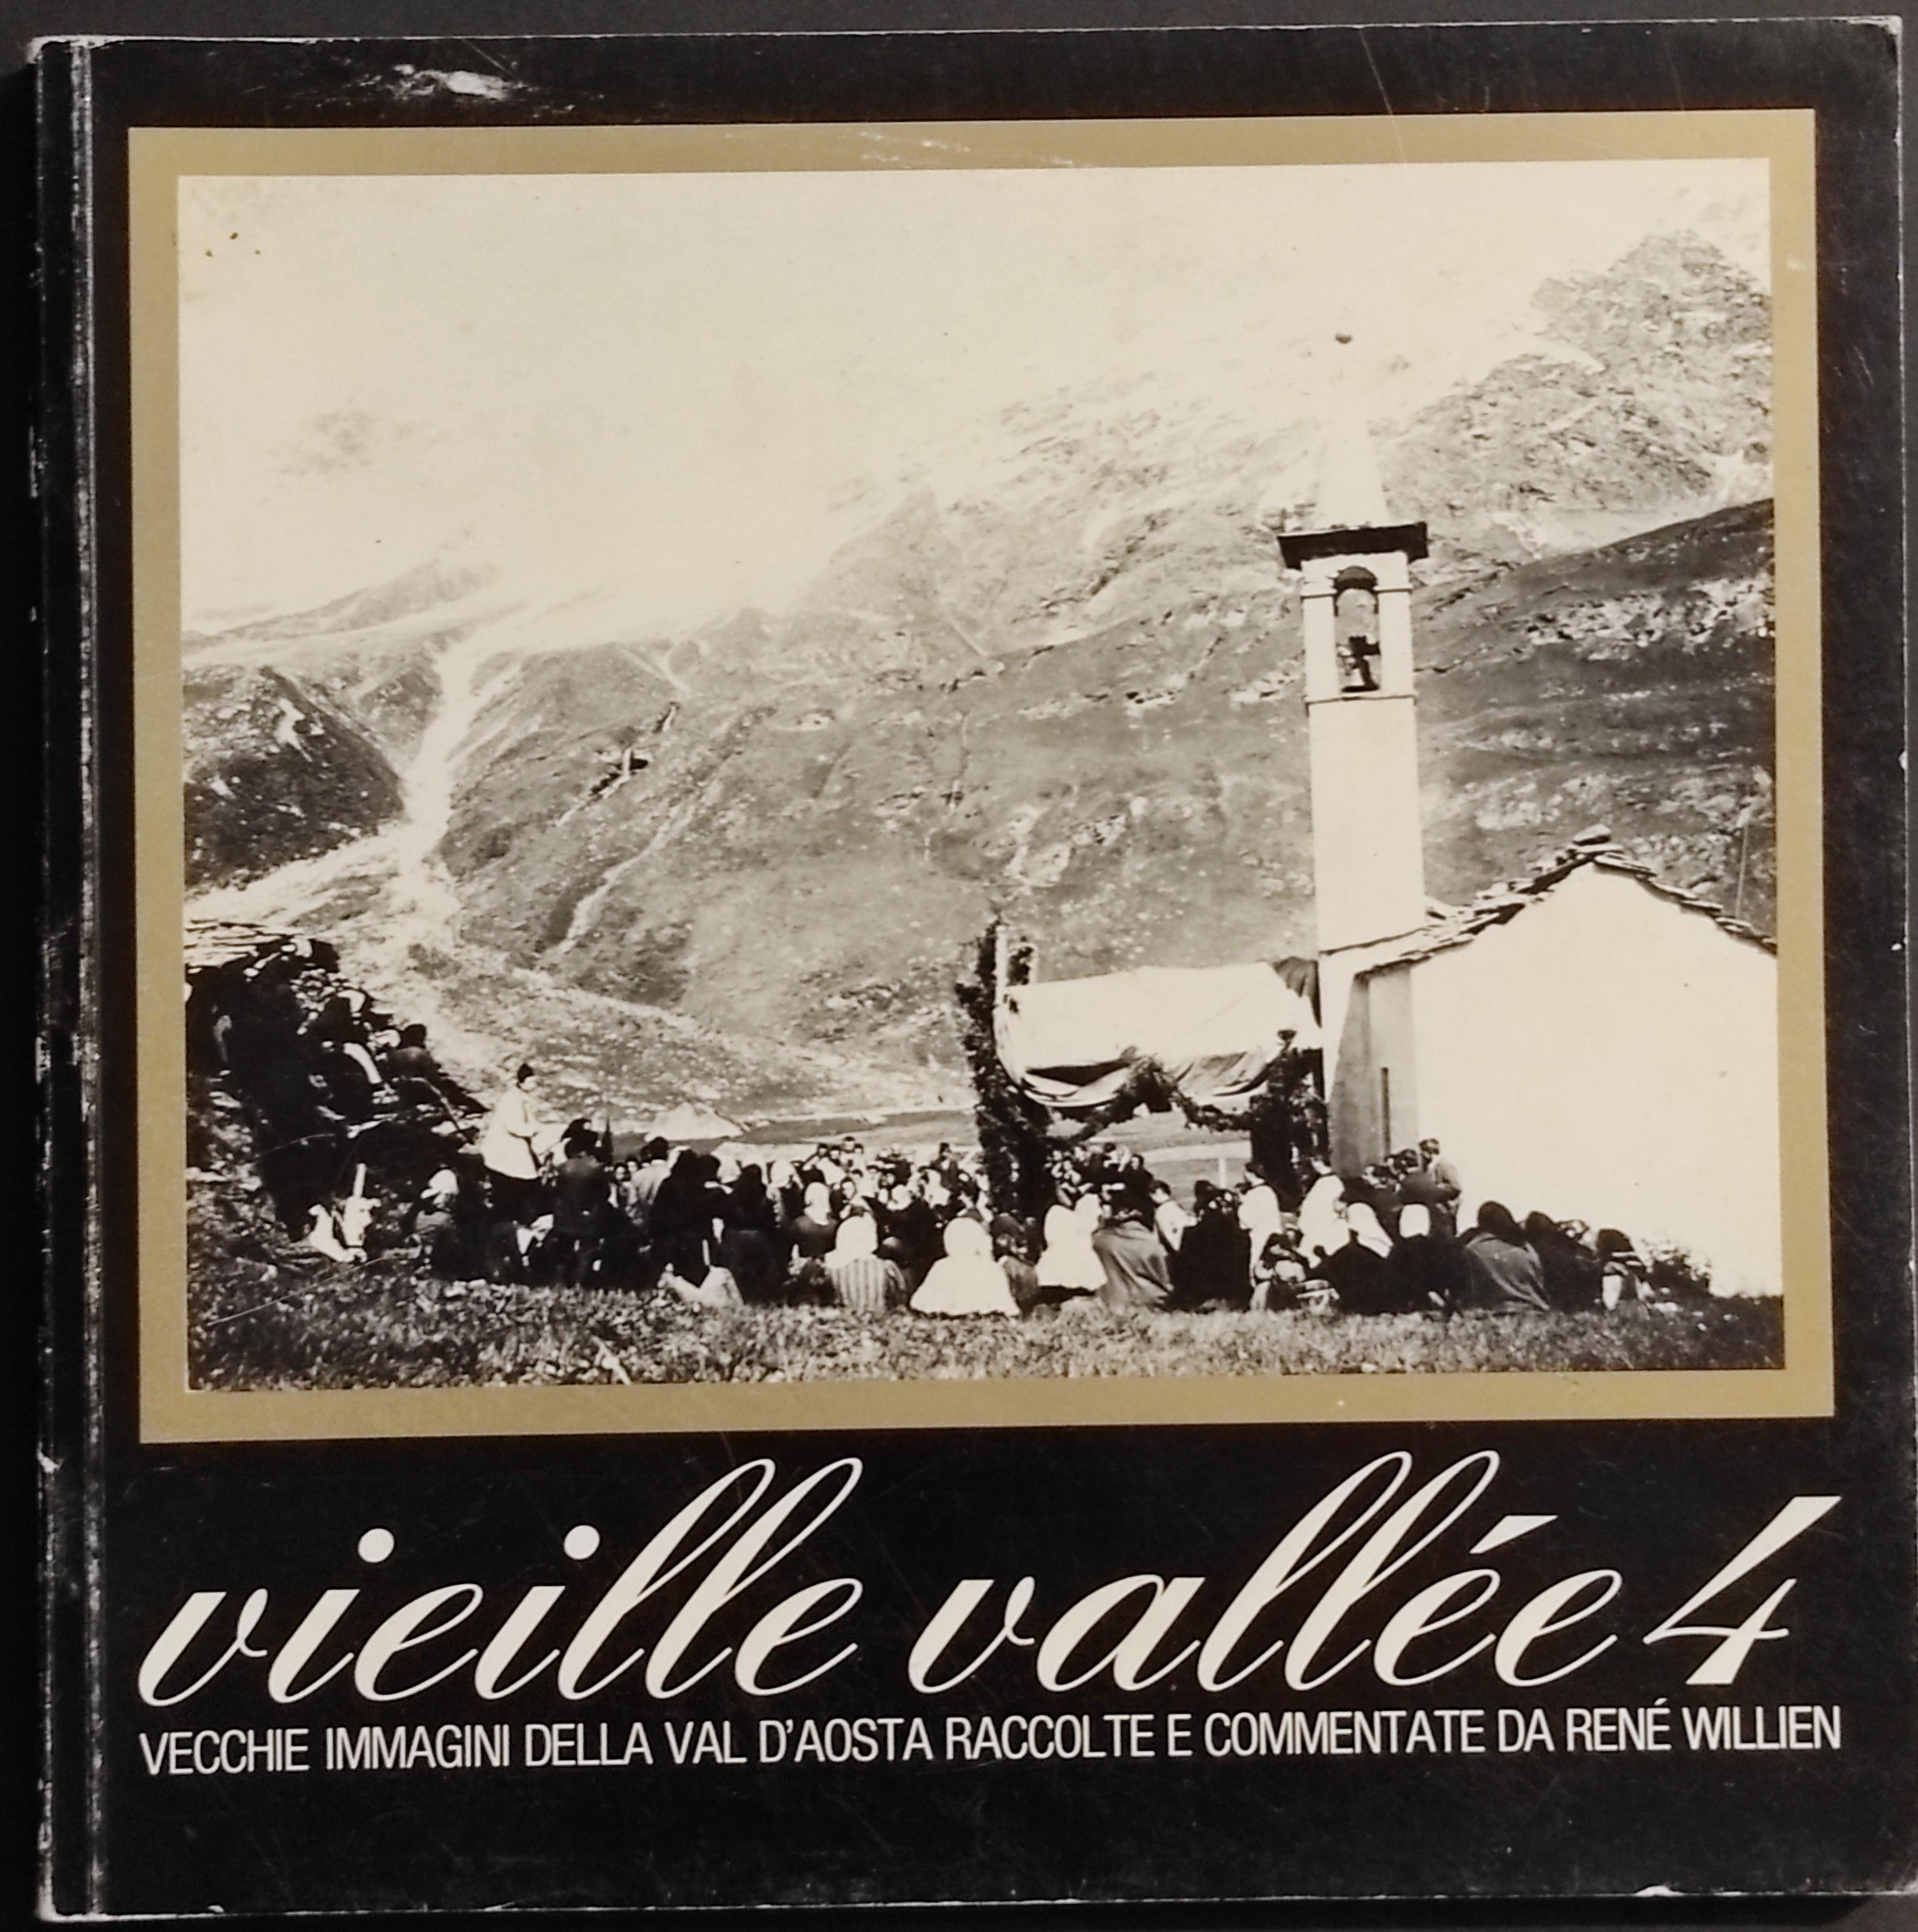 vieille vallée 4
VECCHIE IMMAGINI DELLA VAL D'AOSTA RACCOLTE E COMMENTATE DA RENÉ WILLIEN